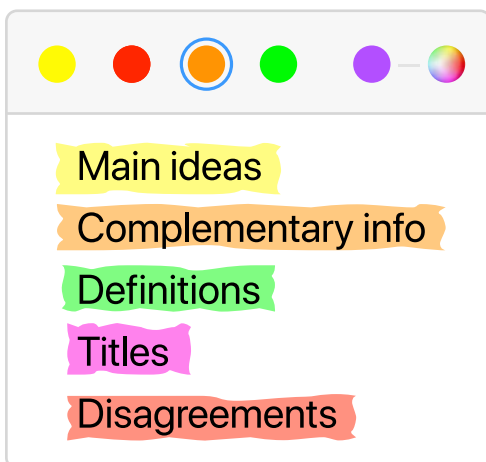 Main ideas
Complementary info
Definitions
Titles
Disagreements